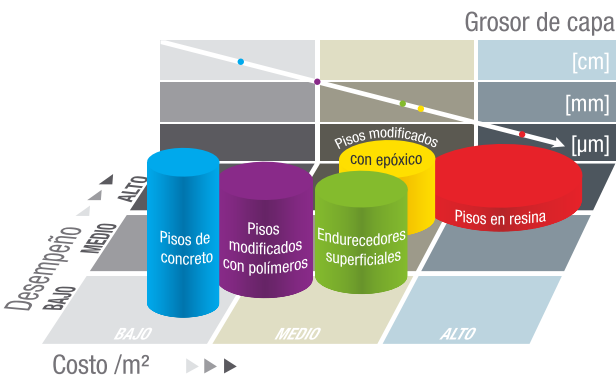 Grosor de capa
[cm]
[mm]
[µm]
Pisos modificados
con epóxico
Pisos en resina
Pisos de
concreto
Pisos
modificados
con polímeros
Endurecedores
superficiales
Desempeño
ALTO
MEDIO
BAJO
BAJO
MEDIO
ALTO
Costo /m²